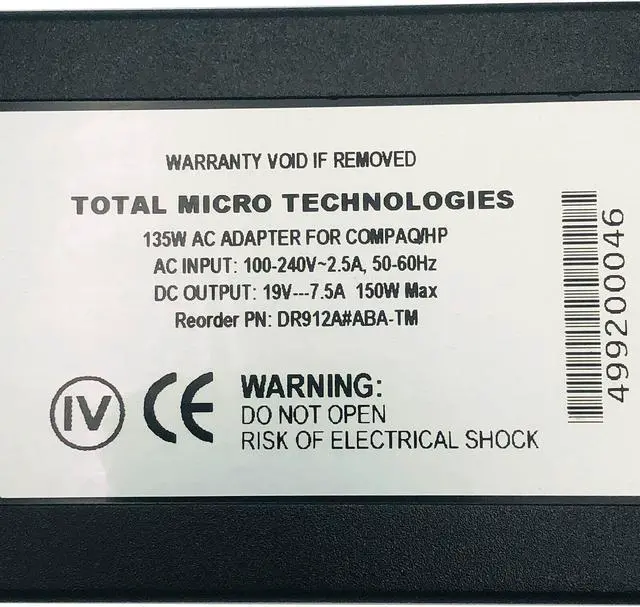 WARRANTY VOID IF REMOVED
TOTAL MICRO TECHNOLOGIES
135W AC ADAPTER FOR COMPAQ/HP
AC INPUT: 100-240V~2.5A, 50-60Hz
DC OUTPUT: 19V---7.5A 150W Max
Reorder PN: DR912A#ABA-TM
IV
CE
WARNING:
DO NOT OPEN
RISK OF ELECTRICAL SHOCK
499200046